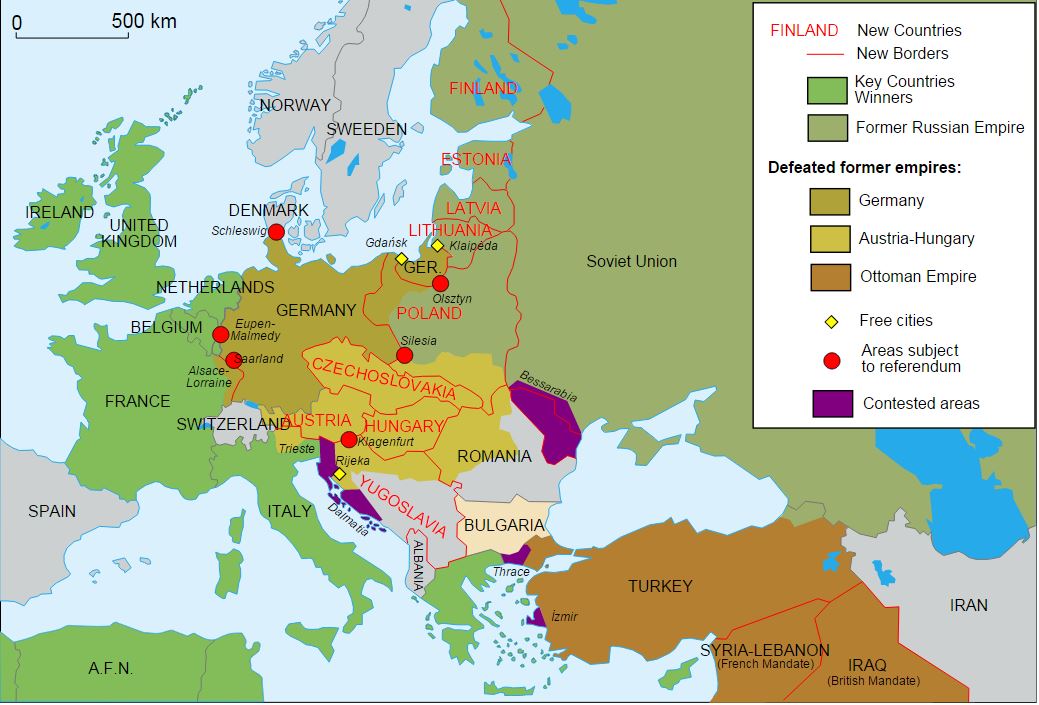 0 500 km
FINLAND New Countries
New Borders
Key Countries
Winners
Former Russian Empire
Defeated former empires:
Germany
Austria-Hungary
Ottoman Empire
Free cities
Areas subject
to referendum
Contested areas
NORWAY
SWEEDEN
FINLAND
ESTONIA
LATVIA
LITHUANIA
Klaipėda
IRELAND
UNITED
KINGDOM
DENMARK
Schleswig
Gdańsk
GER.
Olsztyn
Soviet Union
NETHERLANDS
GERMANY
POLAND
BELGIUM
Eupen-
Malmedy
Silesia
Saarland
Alsace-
Lorraine
CZECHOSLOVAKIA
Bessarabia
FRANCE
SWITZERLAND
AUSTRIA
HUNGARY
Klagenfurt
Trieste
Rijeka
ROMANIA
YUGOSLAVIA
Dalmatia
SPAIN
ITALY
BULGARIA
ALBANIA
Thrace
TURKEY
İzmir
IRAN
SYRIA-LEBANON
(French Mandate)
IRAQ
(British Mandate)
A.F.N.